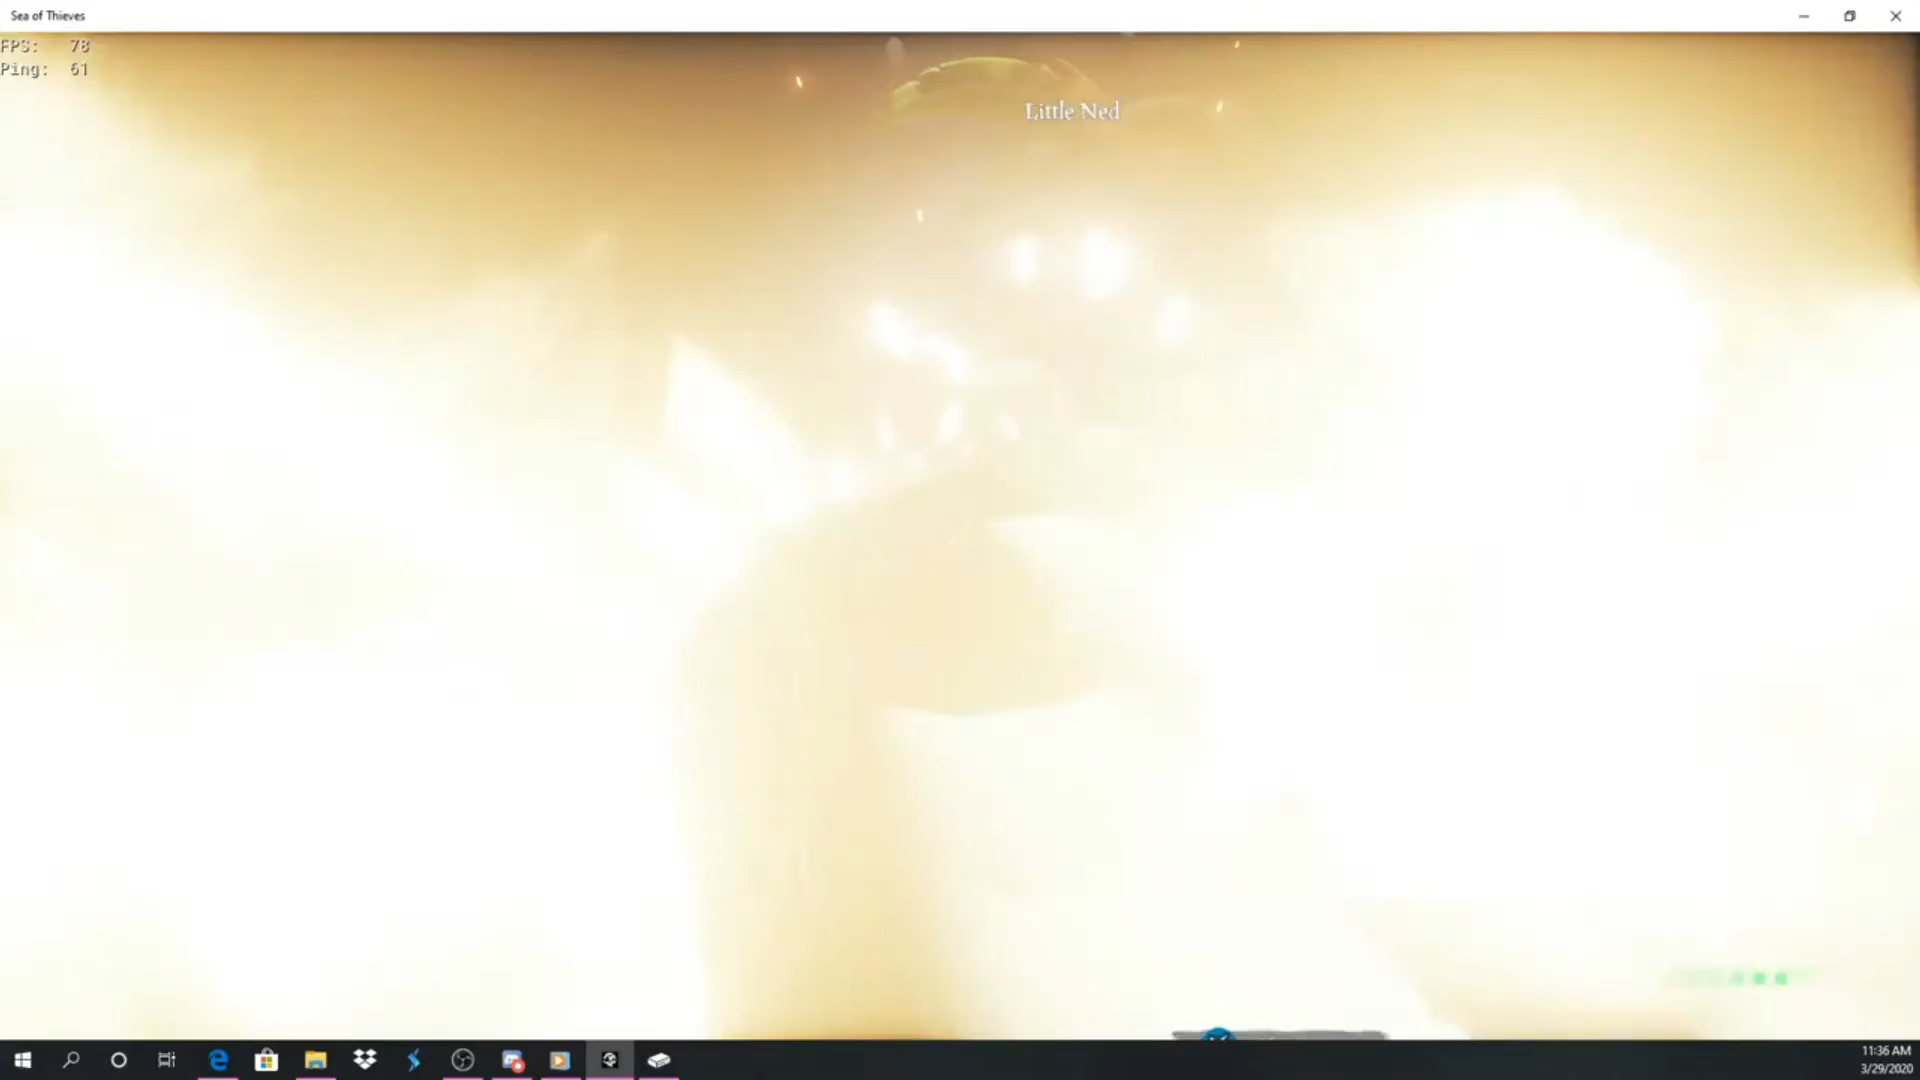 Sea of Thieves
FPS: 78
Ping: 61
Little Ned
11:36 AM
3/29/2020